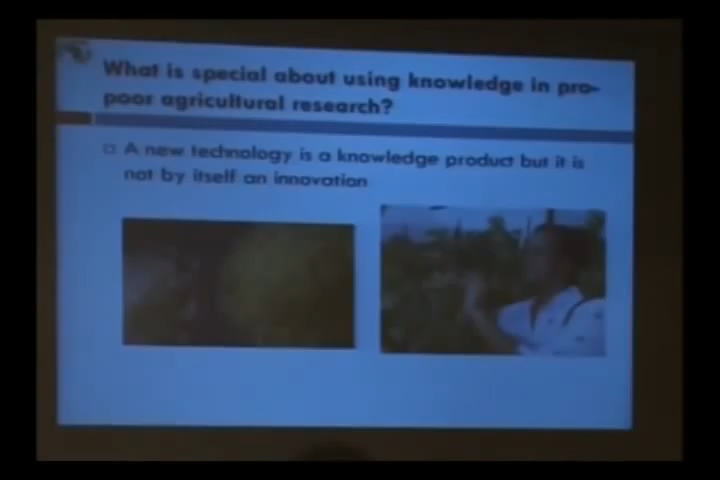 What is special about using knowledge in pro-
poor agricultural research?
A new technology is a knowledge product but it is
not by itself an innovation